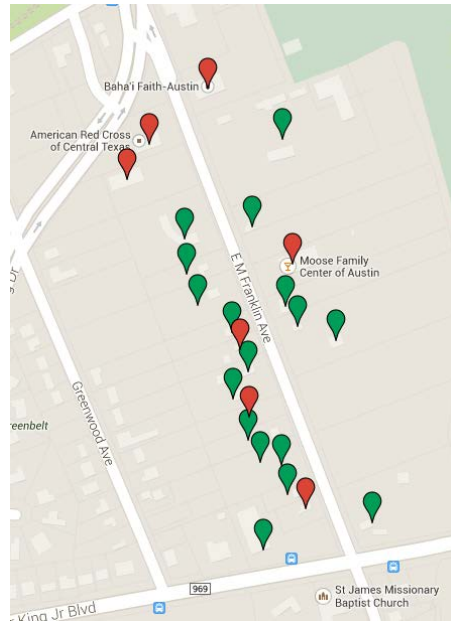 Baha'i Faith-Austin
American Red Cross
of Central Texas
Moose Family
Center of Austin
E M Franklin Ave
Greenwood Ave
eenbelt
969
King Jr Blvd
St James Missionary
Baptist Church